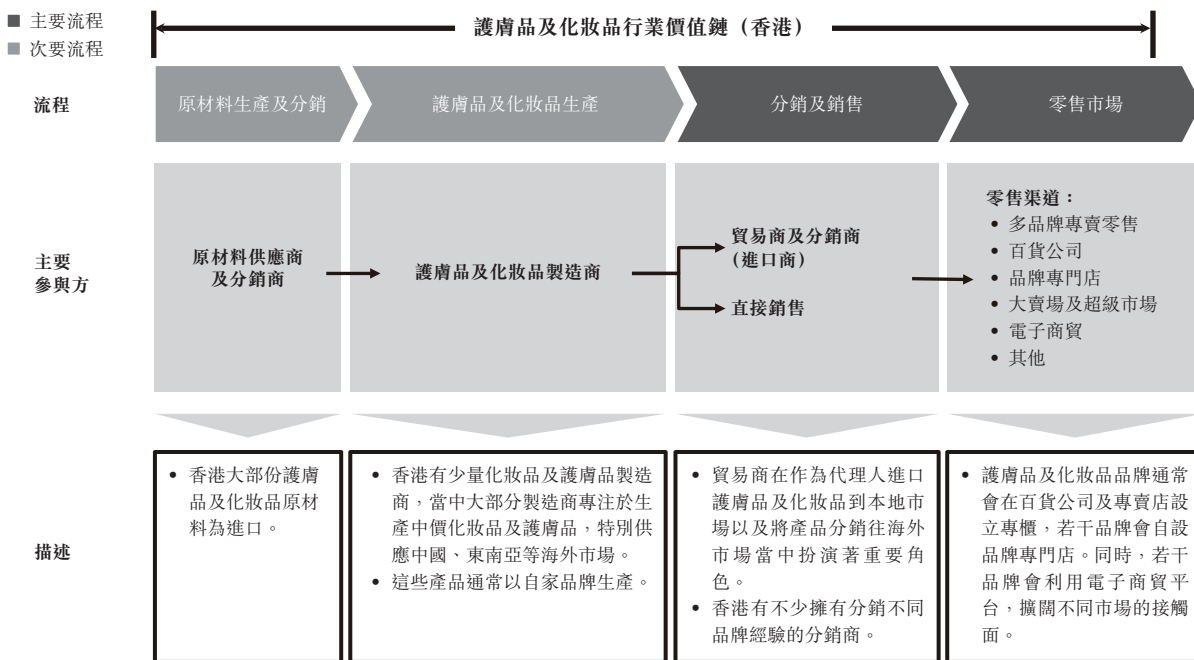 主要流程
次要流程
護膚品及化妝品行業價值鏈（香港）
流程
原材料生產及分銷
護膚品及化妝品生產
分銷及銷售
零售市場
主要
參與方
原材料供應商
及分銷商
護膚品及化妝品製造商
貿易商及分銷商
(進口商)
直接銷售
零售渠道：
• 多品牌專賣零售
• 百貨公司
• 品牌專門店
• 大賣場及超級市場
• 電子商貿
• 其他
描述
• 香港大部份護膚
品及化妝品原材
料為進口。
• 香港有少量化妝品及護膚品製造
商，當中大部分製造商專注於生
產中價化妝品及護膚品，特別供
應中國、東南亞等海外市場。
• 這些產品通常以自家品牌生產。
• 貿易商在作為代理人進口
護膚品及化妝品到本地市
場以及將產品分銷往海外
市場當中扮演著重要角
色。
• 香港有不少擁有分銷不同
品牌經驗的分銷商。
• 護膚品及化妝品品牌通常
會在百貨公司及專賣店設
立專櫃，若干品牌會自設
品牌專門店。同時，若干
品牌會利用電子商貿平
台，擴闊不同市場的接觸
面。